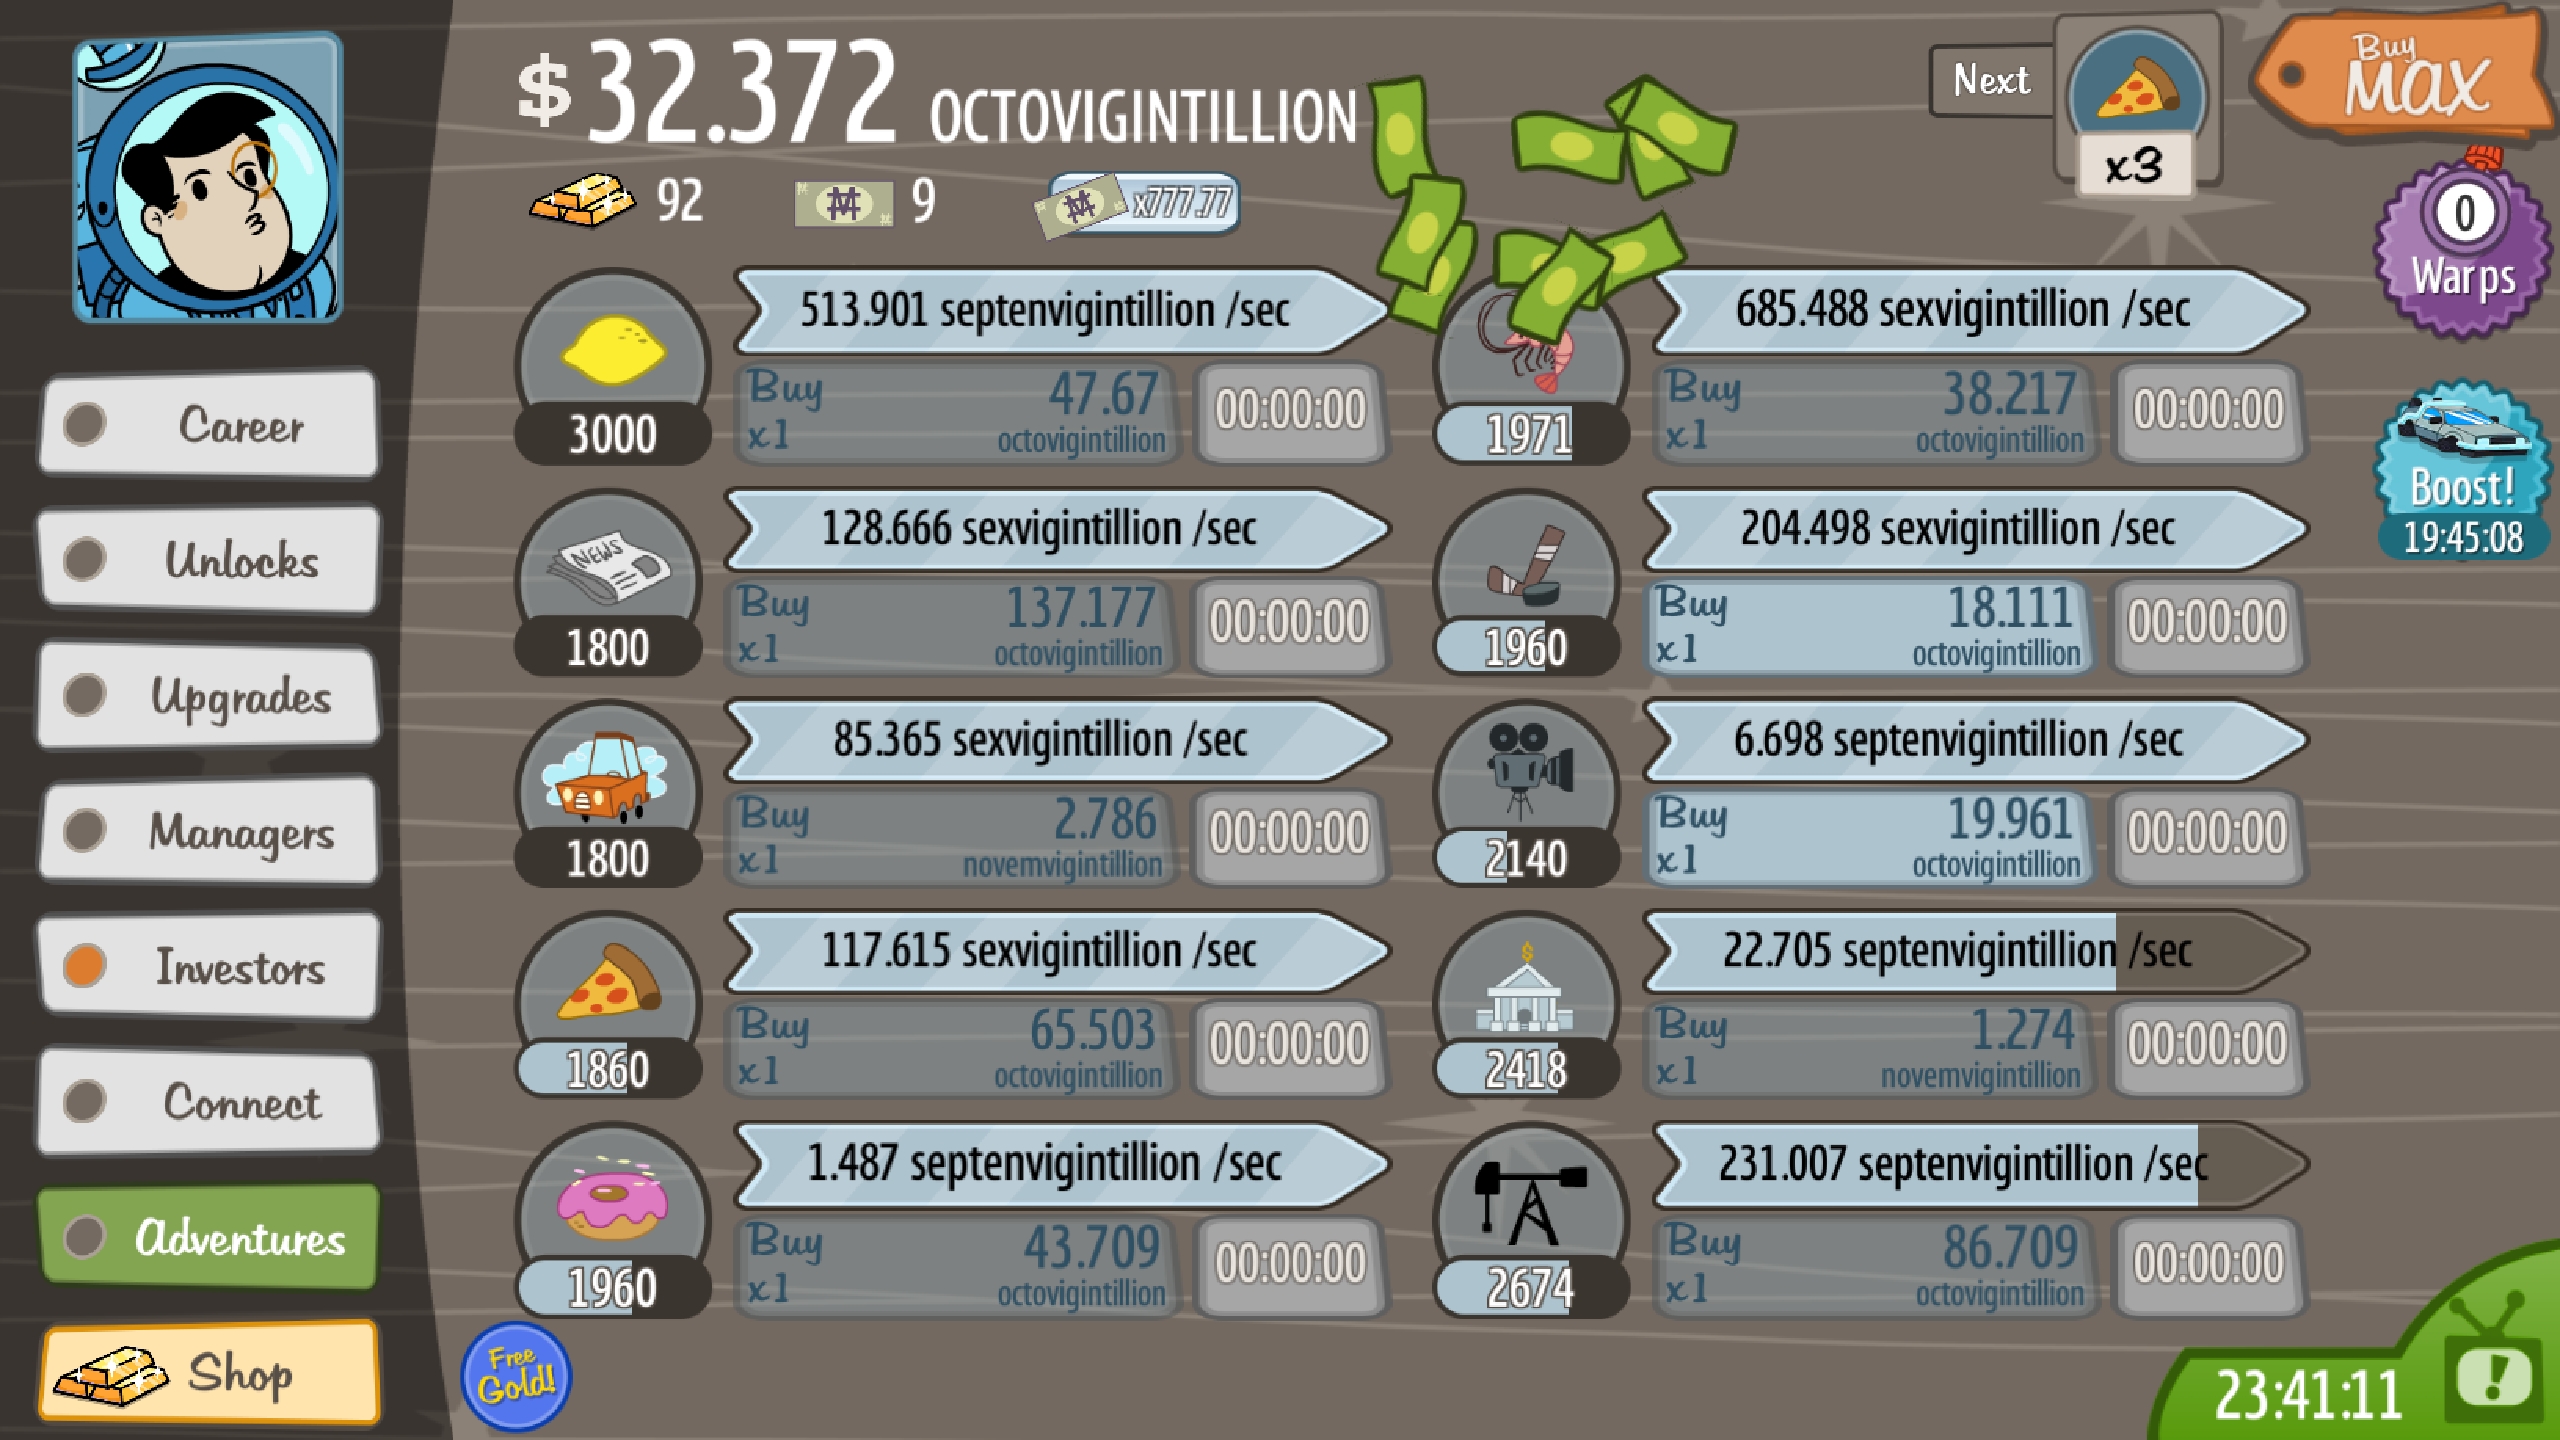 $ 32.372 OCTOVIGINTILLION
92
9
x777.77
Next
x3
Buy
MAX
0
Warps
Boost!
19:45:08
Career
Unlocks
Upgrades
Managers
Investors
Connect
Adventures
Shop
513.901 septenvigintillion /sec
3000
Buy x1
47.67 octovigintillion
00:00:00
NEWS
128.666 sexvigintillion /sec
1800
Buy x1
137.177 octovigintillion
00:00:00
85.365 sexvigintillion /sec
1800
Buy x1
2.786 novemvigintillion
00:00:00
117.615 sexvigintillion /sec
1860
Buy x1
65.503 octovigintillion
00:00:00
1.487 septenvigintillion /sec
1960
Buy x1
43.709 octovigintillion
00:00:00
685.488 sexvigintillion /sec
1971
Buy x1
38.217 octovigintillion
00:00:00
204.498 sexvigintillion /sec
1960
Buy x1
18.111 octovigintillion
00:00:00
6.698 septenvigintillion /sec
2140
Buy x1
19.961 octovigintillion
00:00:00
22.705 septenvigintillion /sec
2418
Buy x1
1.274 novemvigintillion
00:00:00
231.007 septenvigintillion /sec
2674
Buy x1
86.709 octovigintillion
00:00:00
Free
Gold!
23:41:11